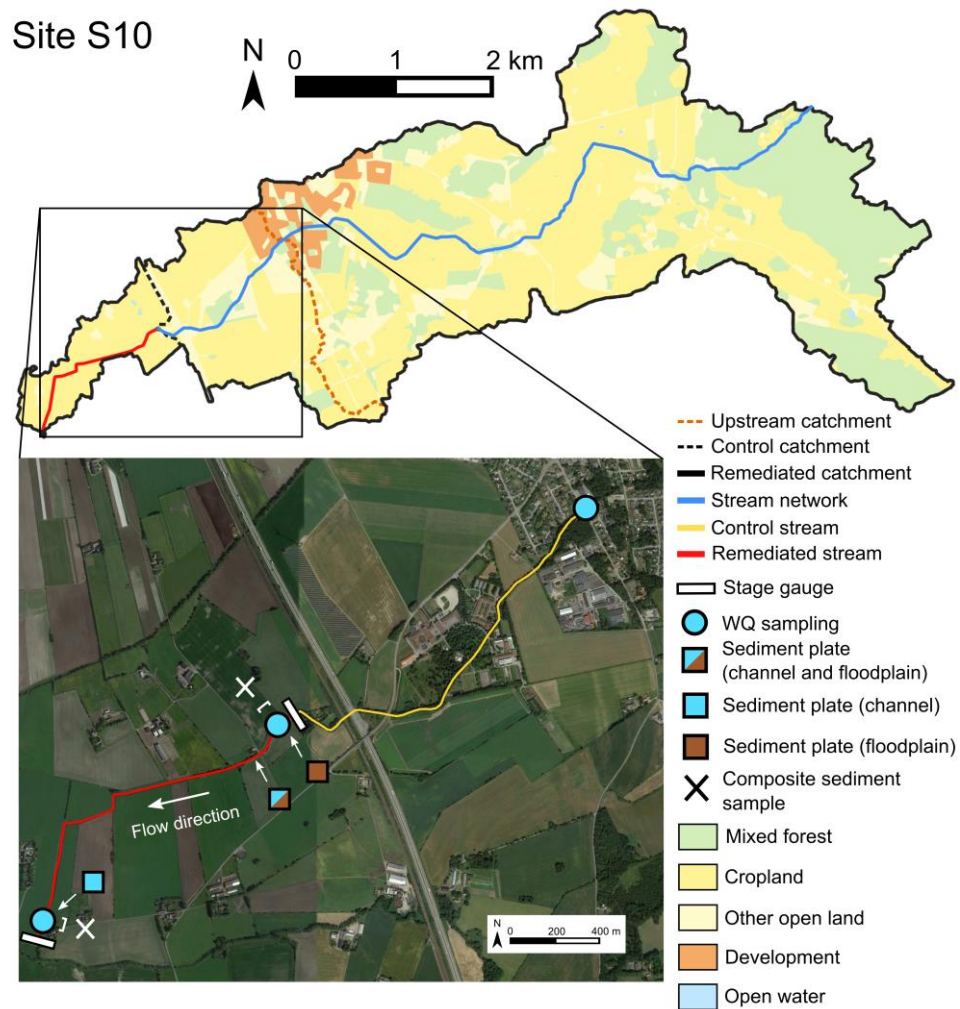 Site S10
N
0 1 2 km
Upstream catchment
Control catchment
Remediated catchment
Stream network
Control stream
Remediated stream
Stage gauge
WQ sampling
Sediment plate
(channel and floodplain)
Sediment plate (channel)
Sediment plate (floodplain)
Composite sediment
sample
Mixed forest
Cropland
Other open land
Development
Open water
Flow direction
N
0 200 400 m